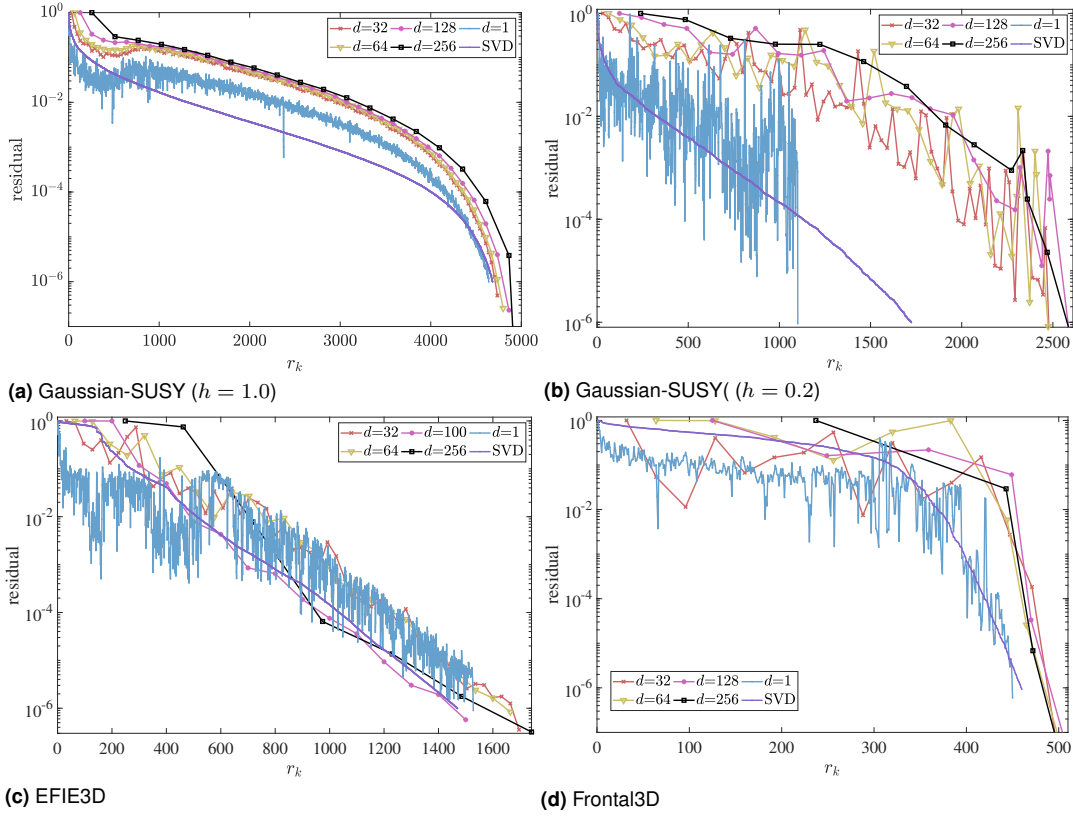 10^0
10^-2
10^-4
10^-6
residual
0 1000 2000 3000 4000 5000
r_k
d=32 d=128 d=1
d=64 d=256 SVD
(a) Gaussian-SUSY (h = 1.0)
10^0
10^-2
10^-4
10^-6
residual
0 500 1000 1500 2000 2500
r_k
d=32 d=128 d=1
d=64 d=256 SVD
(b) Gaussian-SUSY( (h = 0.2)
10^0
10^-2
10^-4
10^-6
residual
0 200 400 600 800 1000 1200 1400 1600
r_k
d=32 d=100 d=1
d=64 d=256 SVD
(c) EFIE3D
10^0
10^-2
10^-4
10^-6
residual
0 100 200 300 400 500
r_k
d=32 d=128 d=1
d=64 d=256 SVD
(d) Frontal3D